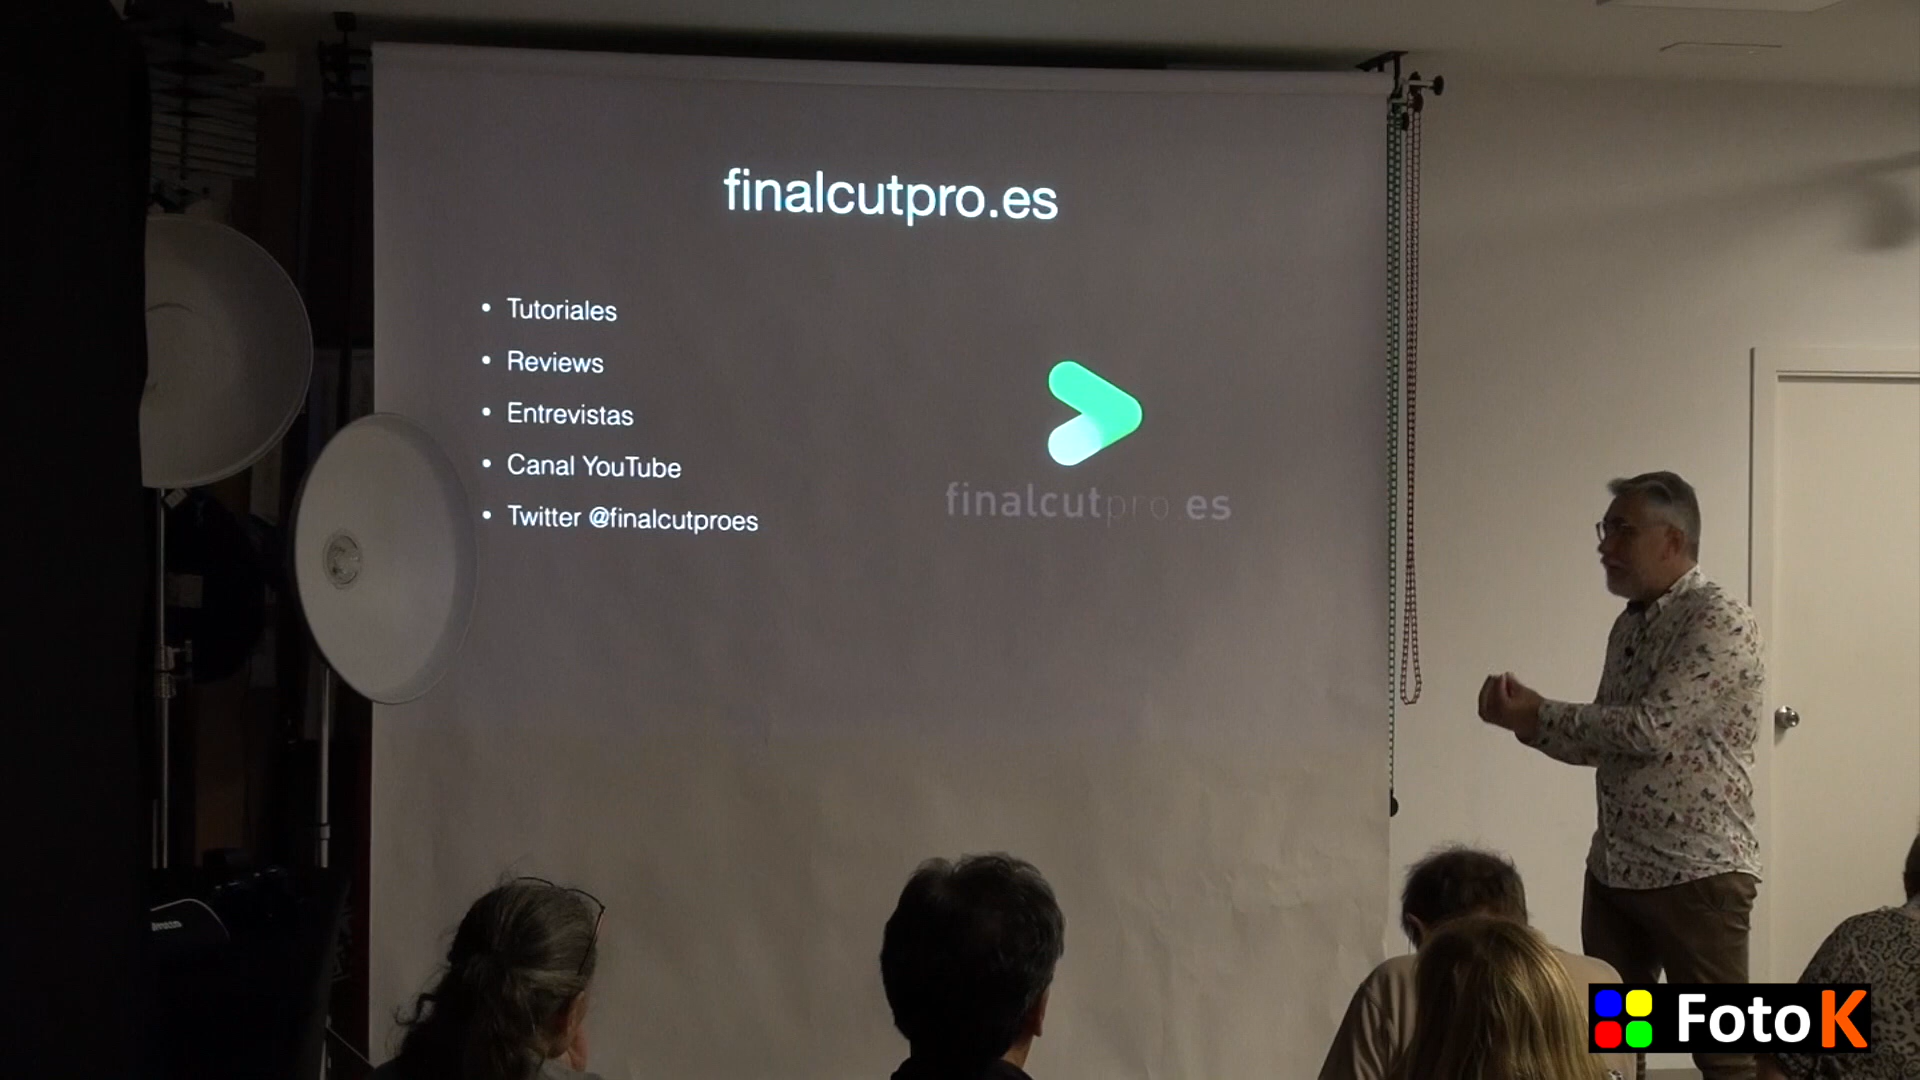 finalcutpro.es
• Tutoriales
• Reviews
• Entrevistas
• Canal YouTube
• Twitter @finalcutproes
finalcutpro.es
FotoK